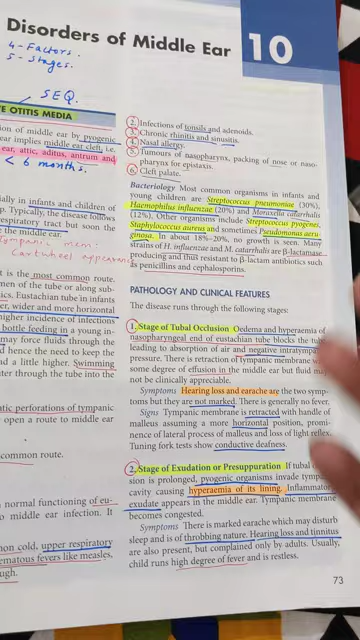 Disorders of Middle Ear
10
4-Factors.
5-Stages.
SEQ.
E OTITIS MEDIA
on of middle ear by pyogenic
ear implies middle ear cleft, i.e.
ear, attic, aditus, antrum and
< 6 months.
ially in infants and children of
p. Typically, the disease follows
respiratory tract but soon the
the middle ear.
tympanic mem:
Cartwheel appearance
t is the most common route.
men of the tube or along sub-
ics. Eustachian tube in infants
er, wider and more horizontal
higher incidence of infections
bottle feeding in a young in-
may force fluids through the
d hence the need to keep the
d a little higher. Swimming
ter through the tube into the
tic perforations of tympanic
open a route to middle ear
common route.
n normal functioning of eu-
to middle ear infection. It
mon cold, upper respiratory
ematous fevers like measles,
ugh.
2. Infections of tonsils and adenoids.
3. Chronic rhinitis and sinusitis.
4. Nasal allergy.
5. Tumours of nasopharynx, packing of nose or naso-
pharynx for epistaxis.
6. Cleft palate.
Bacteriology Most common organisms in infants and
young children are Streptococcus pneumoniae (30%),
Haemophilus influenzae (20%) and Moraxella catarrhalis
(12%). Other organisms include Streptococcus pyogenes,
Staphylococcus aureus and sometimes Pseudomonas aeru-
ginosa. In about 18%–20%, no growth is seen. Many
strains of H. influenzae and M. catarrhalis are β-lactamase
producing and thus resistant to β-lactam antibiotics such
as penicillins and cephalosporins.
PATHOLOGY AND CLINICAL FEATURES
The disease runs through the following stages:
1. Stage of Tubal Occlusion Oedema and hyperaemia of
nasopharyngeal end of eustachian tube blocks the tube
leading to absorption of air and negative intratympanic
pressure. There is retraction of tympanic membrane with
some degree of effusion in the middle ear but fluid may
not be clinically appreciable.
Symptoms Hearing loss and earache are the two symp-
toms but they are not marked. There is generally no fever.
Signs Tympanic membrane is retracted with handle of
malleus assuming a more horizontal position, promi-
nence of lateral process of malleus and loss of light reflex.
Tuning fork tests show conductive deafness.
2. Stage of Exudation or Presuppuration If tubal
sion is prolonged, pyogenic organisms invade tympanic
cavity causing hyperaemia of its lining. Inflammatory
exudate appears in the middle ear. Tympanic membrane
becomes congested.
Symptoms There is marked earache which may disturb
sleep and is of throbbing nature. Hearing loss and tinnitus
are also present, but complained only by adults. Usually,
child runs high degree of fever and is restless.
73